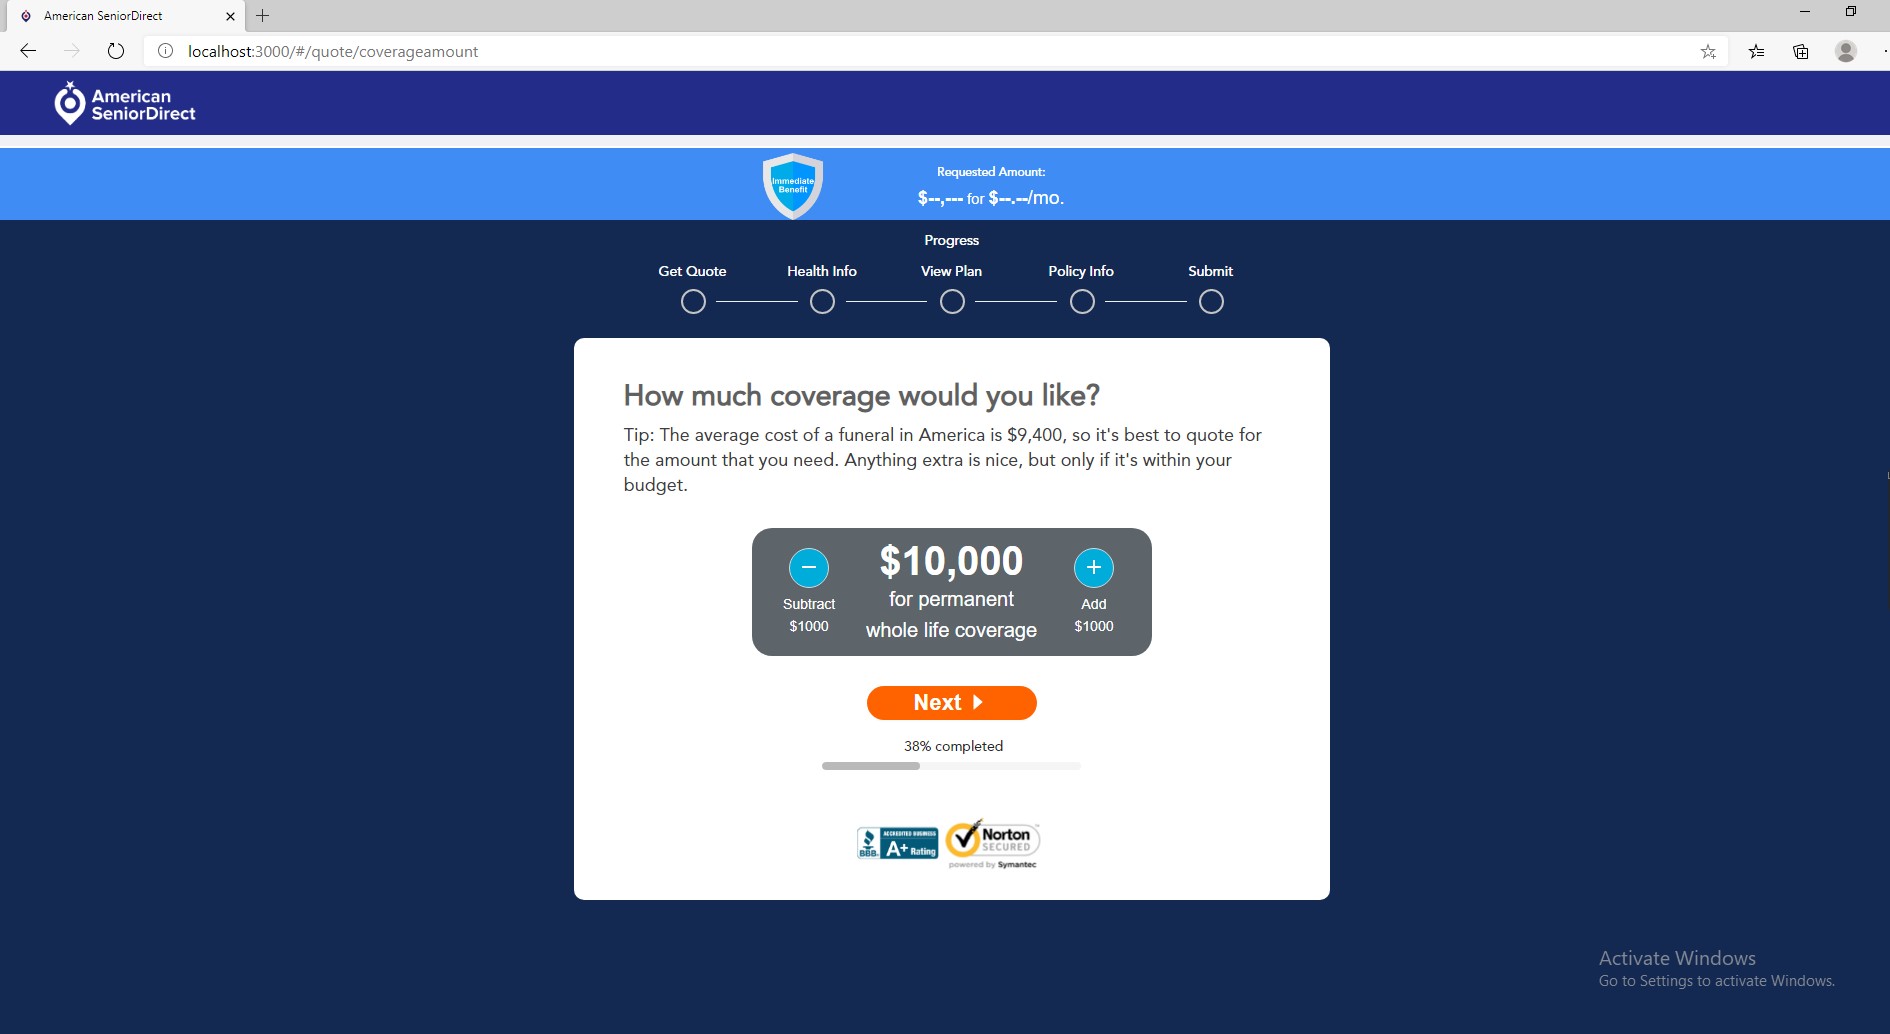 American SeniorDirect
localhost:3000/#/quote/coverageamount
American
SeniorDirect
Immediate
Benefit
Requested Amount:
$--,--- for $--.--/mo.
Progress
Get Quote Health Info View Plan Policy Info Submit
How much coverage would you like?
Tip: The average cost of a funeral in America is $9,400, so it's best to quote for
the amount that you need. Anything extra is nice, but only if it's within your
budget.
$10,000
for permanent
whole life coverage
Subtract
$1000
Add
$1000
Next
38% completed
ACCREDITED BUSINESS
BBB. A+ Rating
Norton
SECURED
powered by Symantec
Activate Windows
Go to Settings to activate Windows.